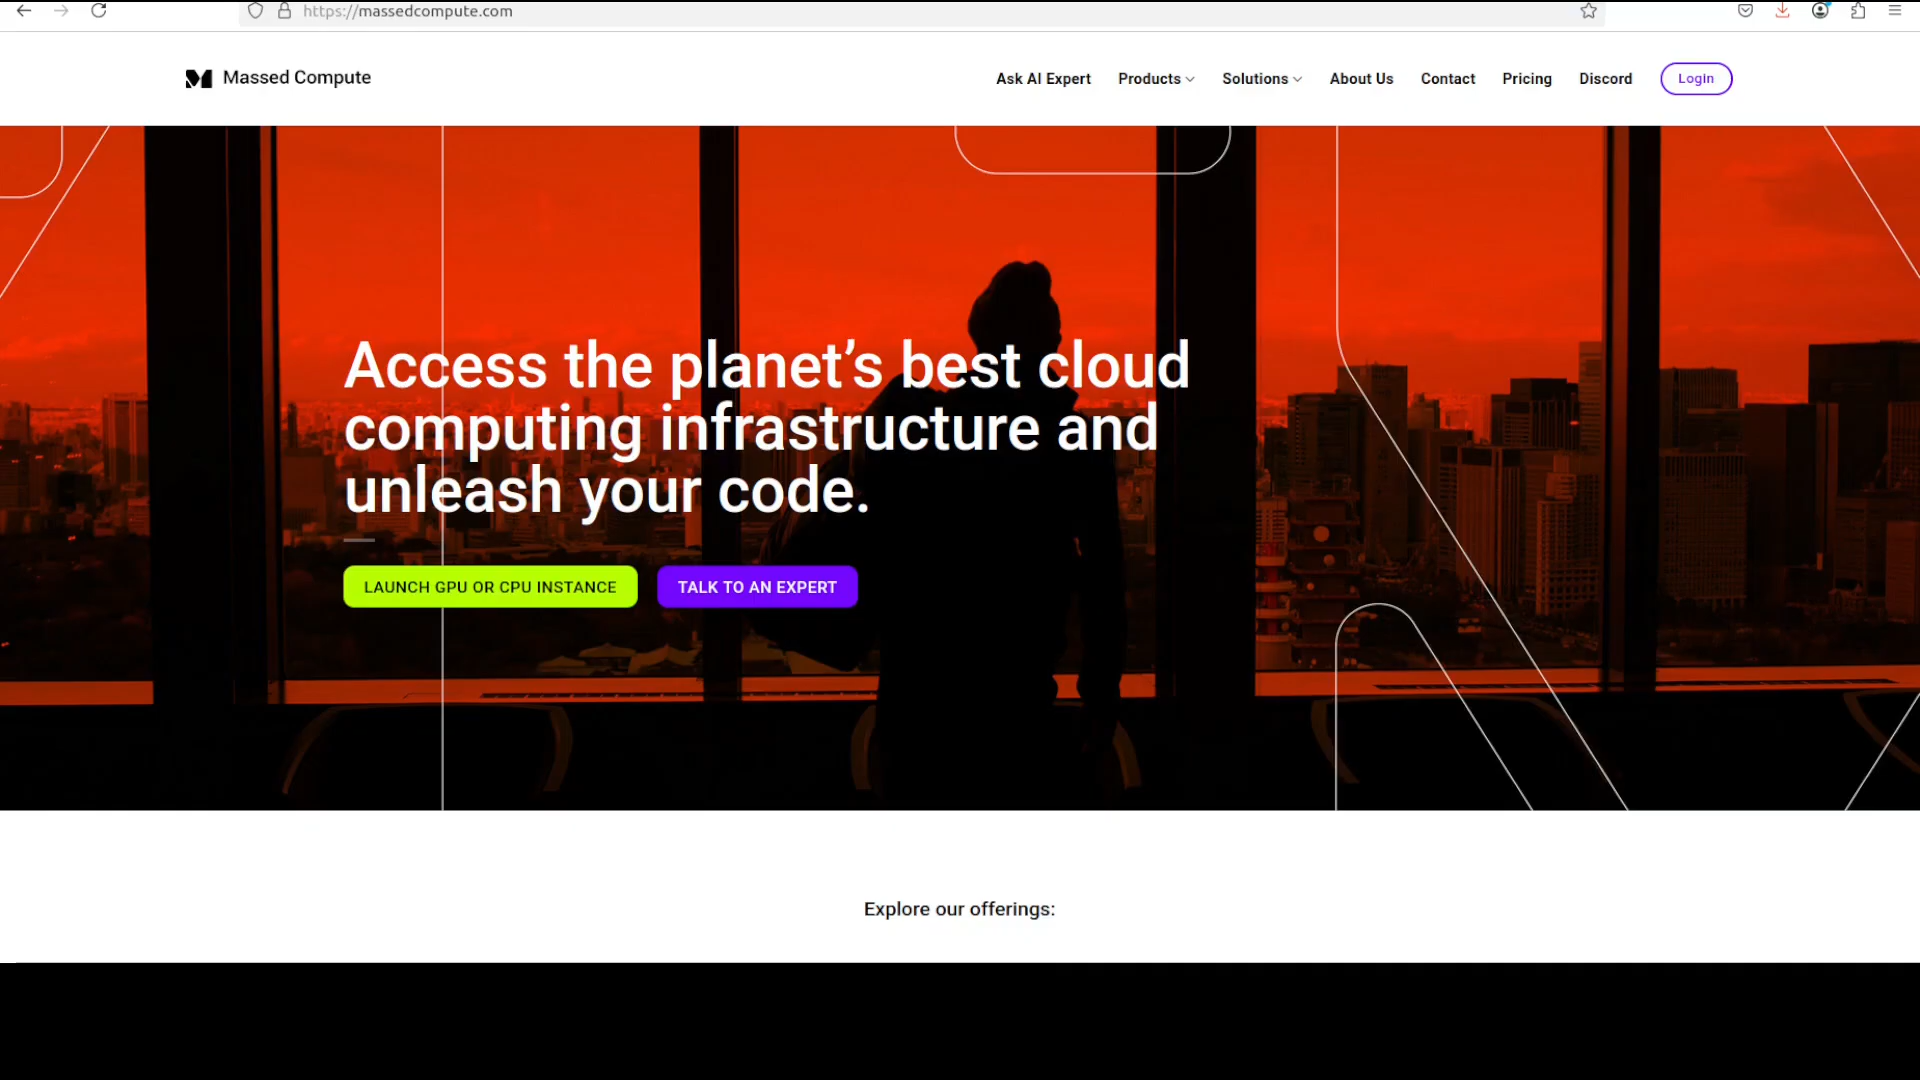 https://massedcompute.com
Massed Compute
Ask AI Expert
Products
Solutions
About Us
Contact
Pricing
Discord
Login
Access the planet’s best cloud
computing infrastructure and
unleash your code.
LAUNCH GPU OR CPU INSTANCE
TALK TO AN EXPERT
Explore our offerings: